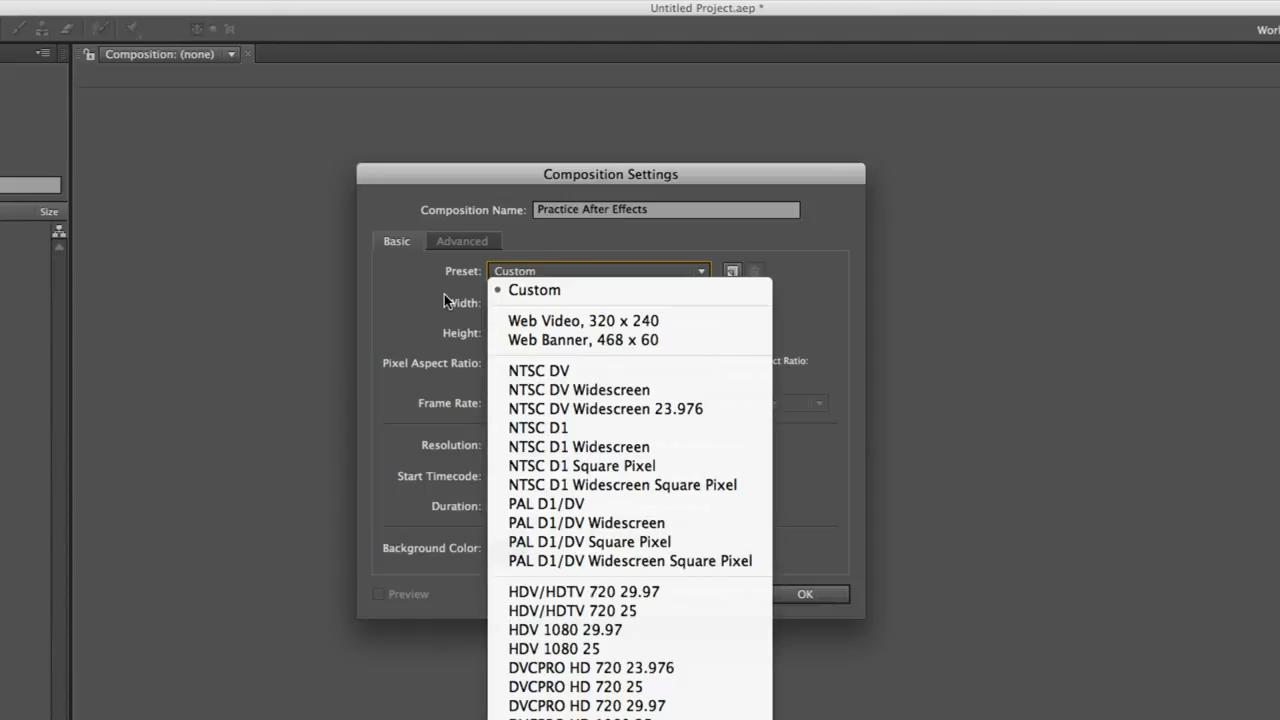 Untitled Project.aep *
Composition: (none)
Size
Composition Settings
Composition Name: Practice After Effects
Basic
Advanced
Preset: Custom
Custom
Width:
Web Video, 320 x 240
Height:
Web Banner, 468 x 60
Pixel Aspect Ratio:
Ratio:
NTSC DV
NTSC DV Widescreen
Frame Rate:
NTSC DV Widescreen 23.976
NTSC D1
Resolution:
NTSC D1 Widescreen
NTSC D1 Square Pixel
Start Timecode:
NTSC D1 Widescreen Square Pixel
Duration:
PAL D1/DV
PAL D1/DV Widescreen
Background Color:
PAL D1/DV Square Pixel
PAL D1/DV Widescreen Square Pixel
Preview
HDV/HDTV 720 29.97
OK
HDV/HDTV 720 25
HDV 1080 29.97
HDV 1080 25
DVCPRO HD 720 23.976
DVCPRO HD 720 25
DVCPRO HD 720 29.97